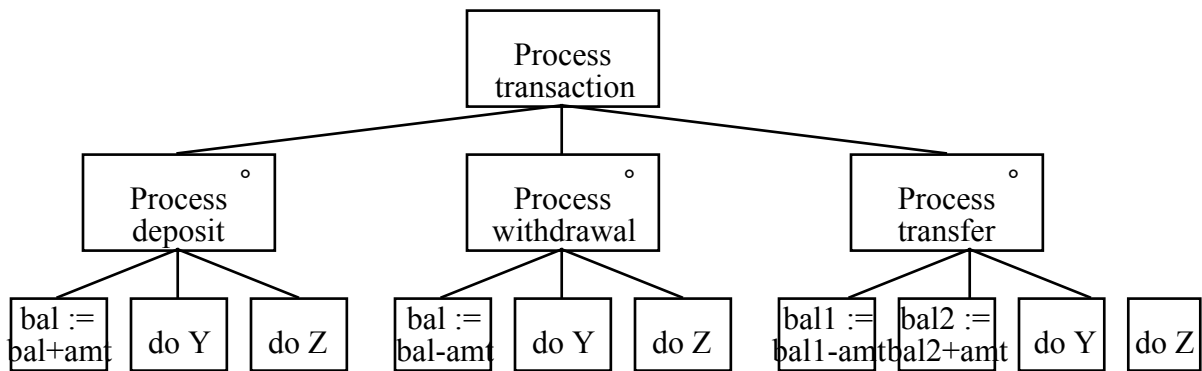 Process
transaction
°
Process
deposit
°
Process
withdrawal
°
Process
transfer
bal :=
bal+amt
do Y
do Z
bal :=
bal-amt
do Y
do Z
bal1 :=
bal1-amt
bal2 :=
bal2+amt
do Y
do Z